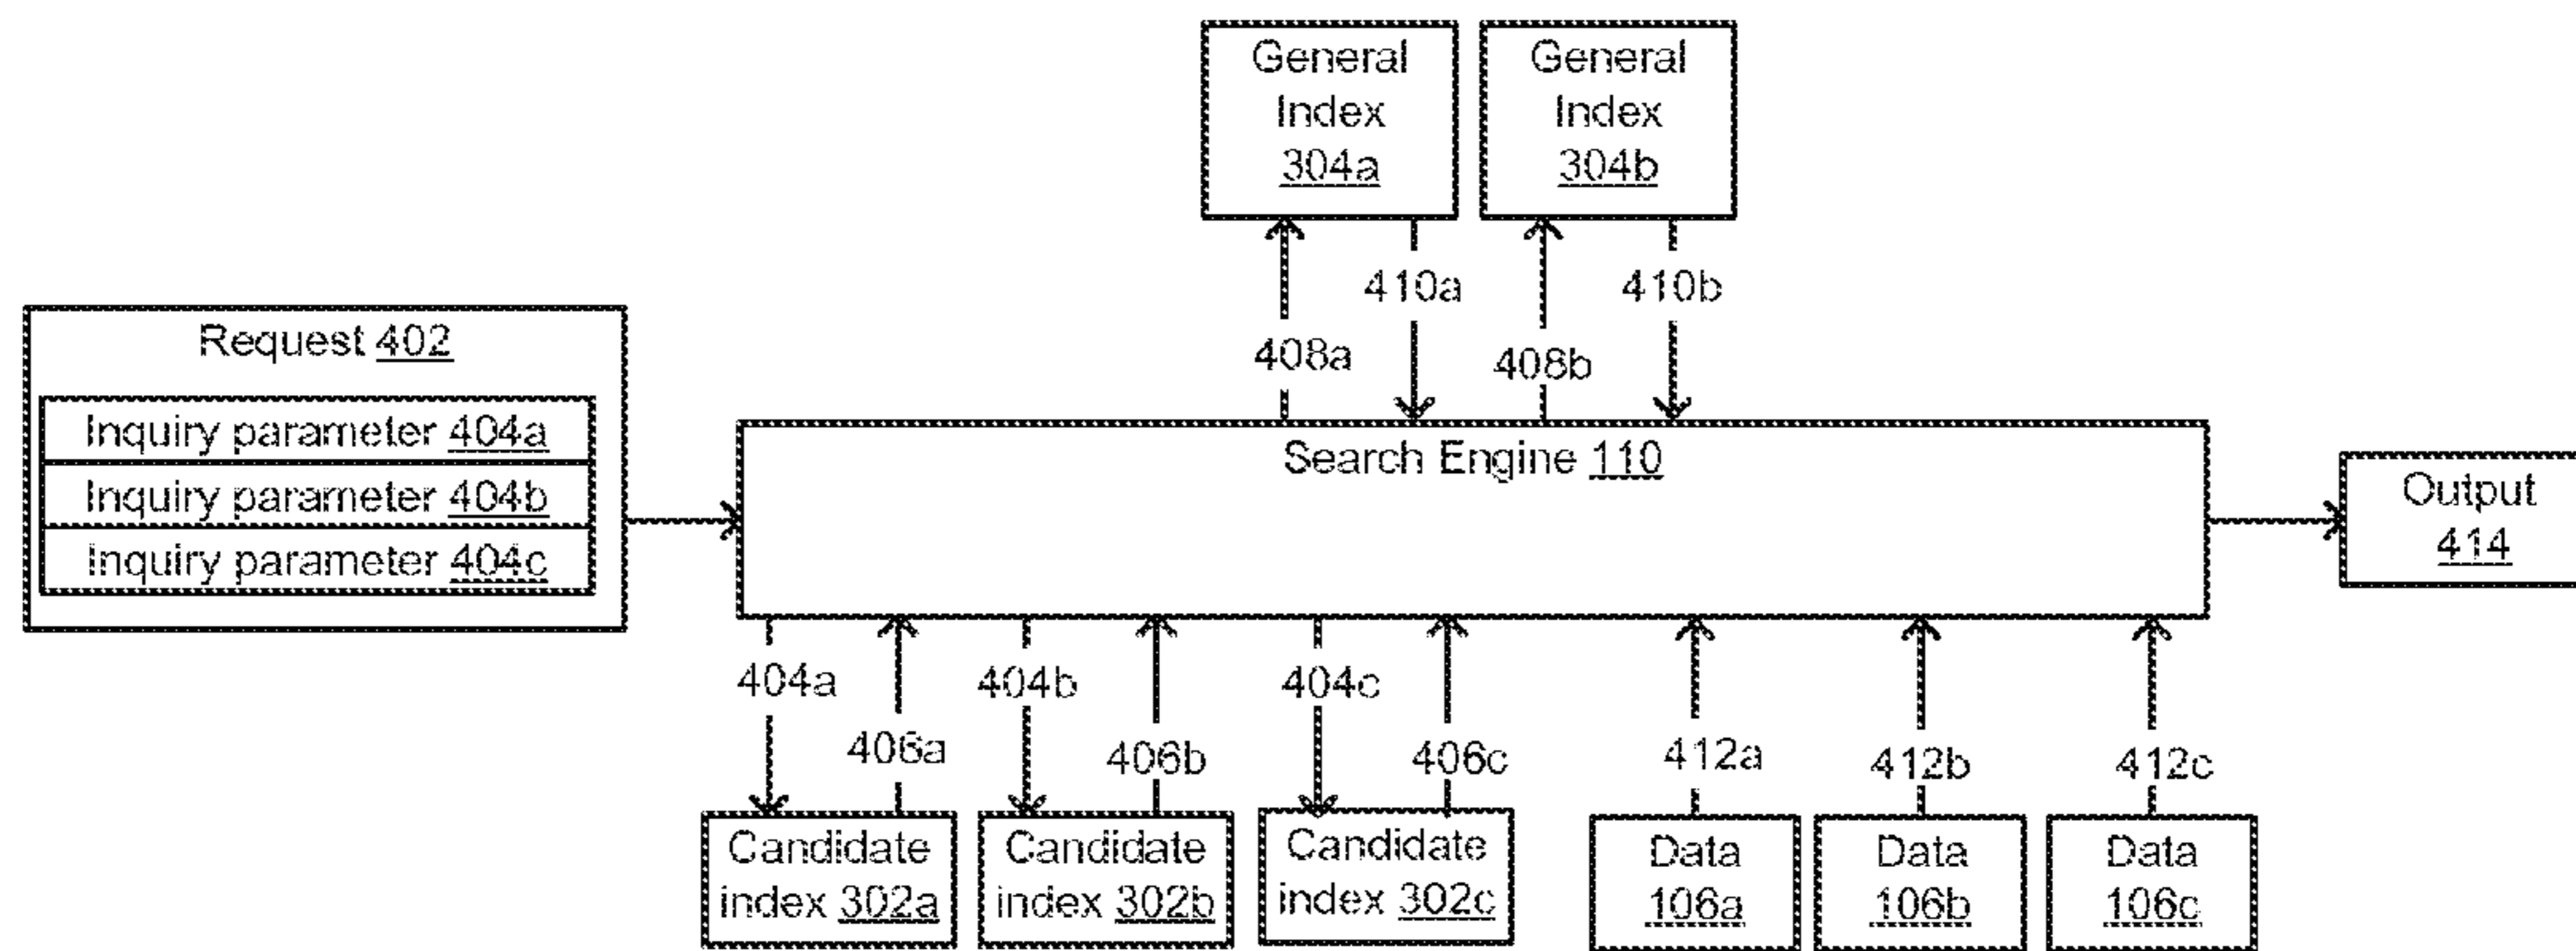 General
Index
304a
General
Index
304b
410a
410b
408a
408b
Request 402
Inquiry parameter 404a
Inquiry parameter 404b
Inquiry parameter 404c
Search Engine 110
Output
414
404a
404b
404c
406a
406b
406c
412a
412b
412c
Candidate
index 302a
Candidate
index 302b
Candidate
index 302c
Data
106a
Data
106b
Data
106c